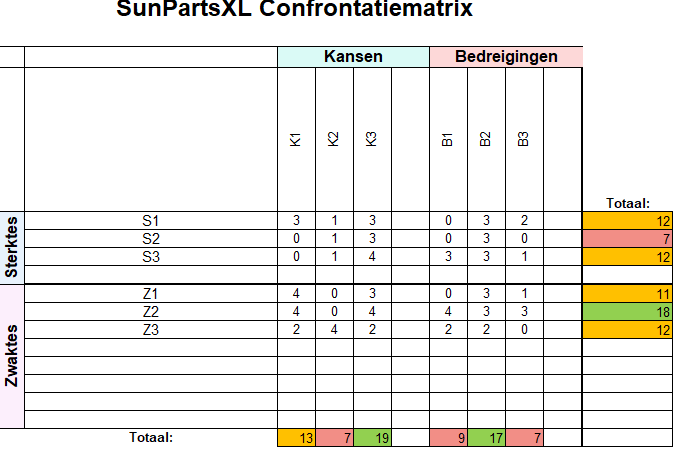 SunPartsXL Confrontatiematrix
Kansen Bedreigingen
K1 K2 K3 B1 B2 B3
Totaal:
Sterktes
S1 3 1 3 0 3 2 12
S2 0 1 3 0 3 0 7
S3 0 1 4 3 3 1 12
Zwaktes
Z1 4 0 3 0 3 1 11
Z2 4 0 4 4 3 3 18
Z3 2 4 2 2 2 0 12
Totaal: 13 7 19 9 17 7